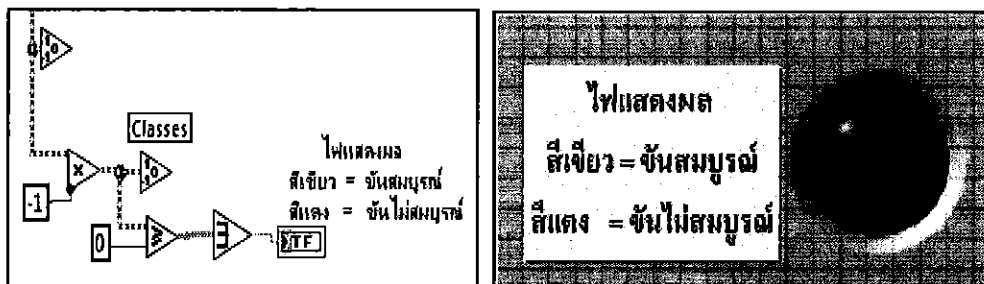 Classes
ไฟแสดงผล
สีเขียว = ขันสมบูรณ์
สีแดง = ขันไม่สมบูรณ์
-1
0
TF
ไฟแสดงผล
สีเขียว = ขันสมบูรณ์
สีแดง = ขันไม่สมบูรณ์